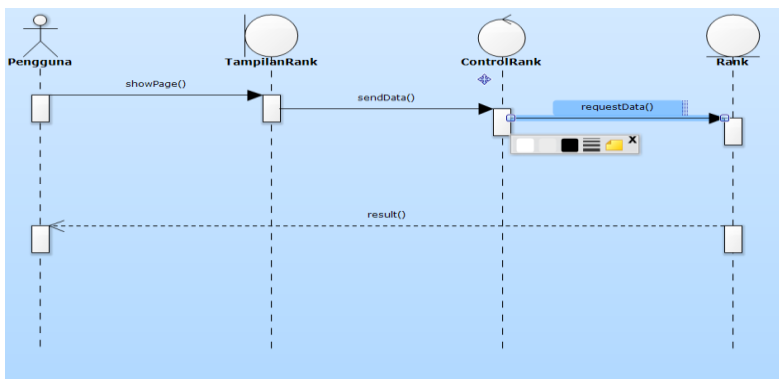 Pengguna
TampilanRank
ControlRank
Rank
showPage()
sendData()
requestData()
result()